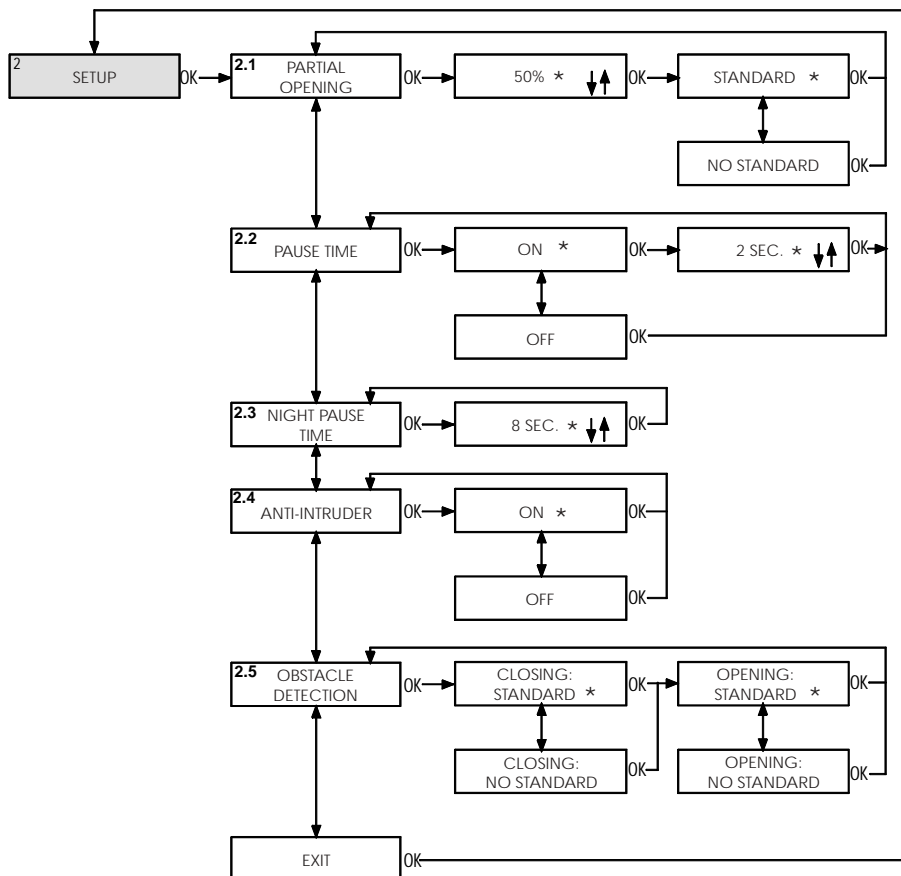 2 SETUP OK
2.1 PARTIAL OPENING OK
50% * OK
STANDARD * OK
NO STANDARD OK
2.2 PAUSE TIME OK
ON * OK
2 SEC. * OK
OFF OK
2.3 NIGHT PAUSE TIME OK
8 SEC. * OK
2.4 ANTI-INTRUDER OK
ON * OK
OFF OK
2.5 OBSTACLE DETECTION OK
CLOSING:
STANDARD * OK
OPENING:
STANDARD * OK
CLOSING:
NO STANDARD OK
OPENING:
NO STANDARD OK
EXIT OK